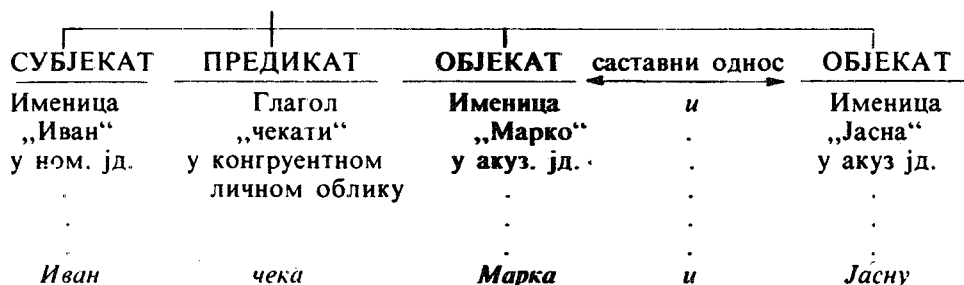 СУБЈЕКАТ ПРЕДИКАТ ОБЈЕКАТ саставни однос ОБЈЕКАТ
Именица Глагол Именица и Именица
„Иван“ „чекати“ „Марко“ . „Јасна“
у ном. јд. у конгруентном у акуз. јд. . у акуз јд.
личном облику
Иван чека Марка и Јасну